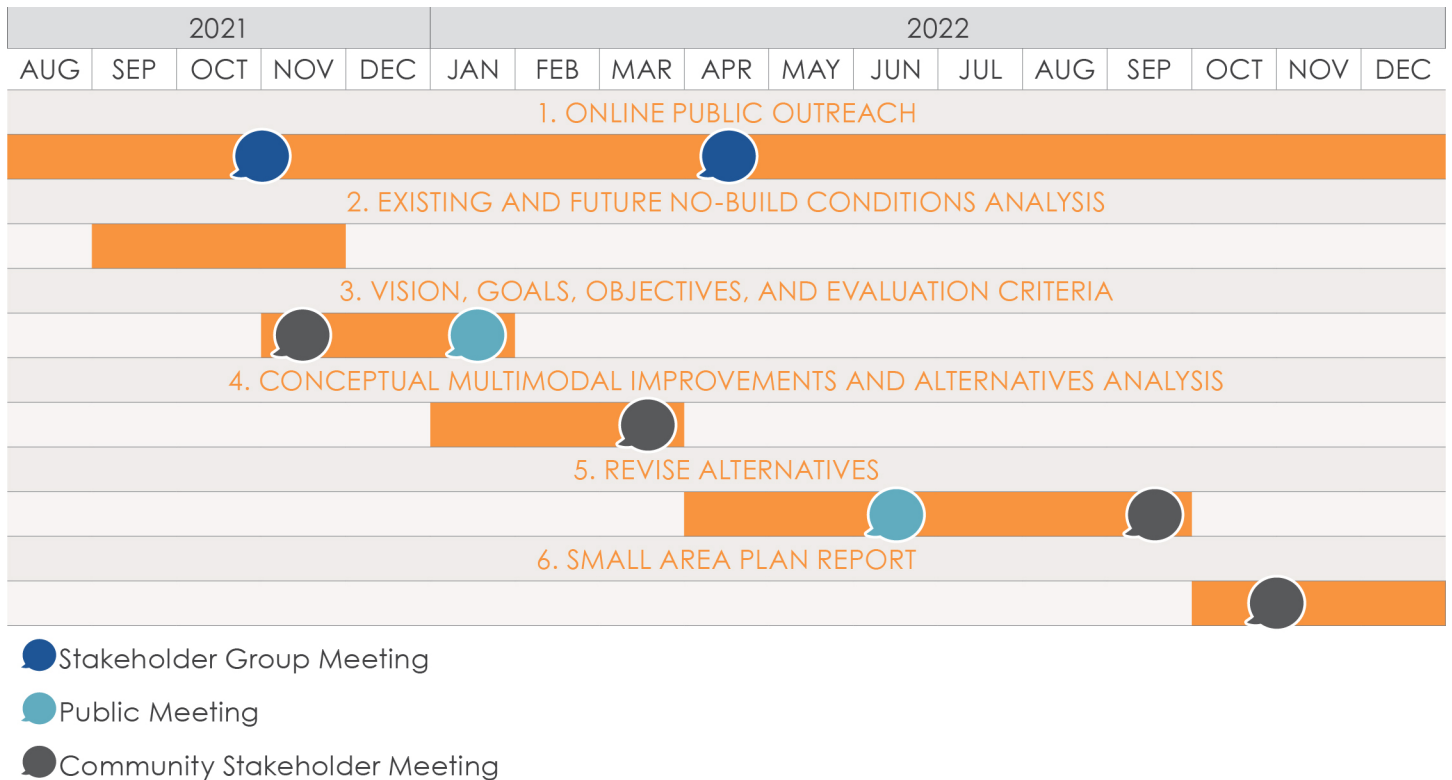 2021 2022
AUG SEP OCT NOV DEC JAN FEB MAR APR MAY JUN JUL AUG SEP OCT NOV DEC
1. ONLINE PUBLIC OUTREACH
2. EXISTING AND FUTURE NO-BUILD CONDITIONS ANALYSIS
3. VISION, GOALS, OBJECTIVES, AND EVALUATION CRITERIA
4. CONCEPTUAL MULTIMODAL IMPROVEMENTS AND ALTERNATIVES ANALYSIS
5. REVISE ALTERNATIVES
6. SMALL AREA PLAN REPORT
Stakeholder Group Meeting
Public Meeting
Community Stakeholder Meeting